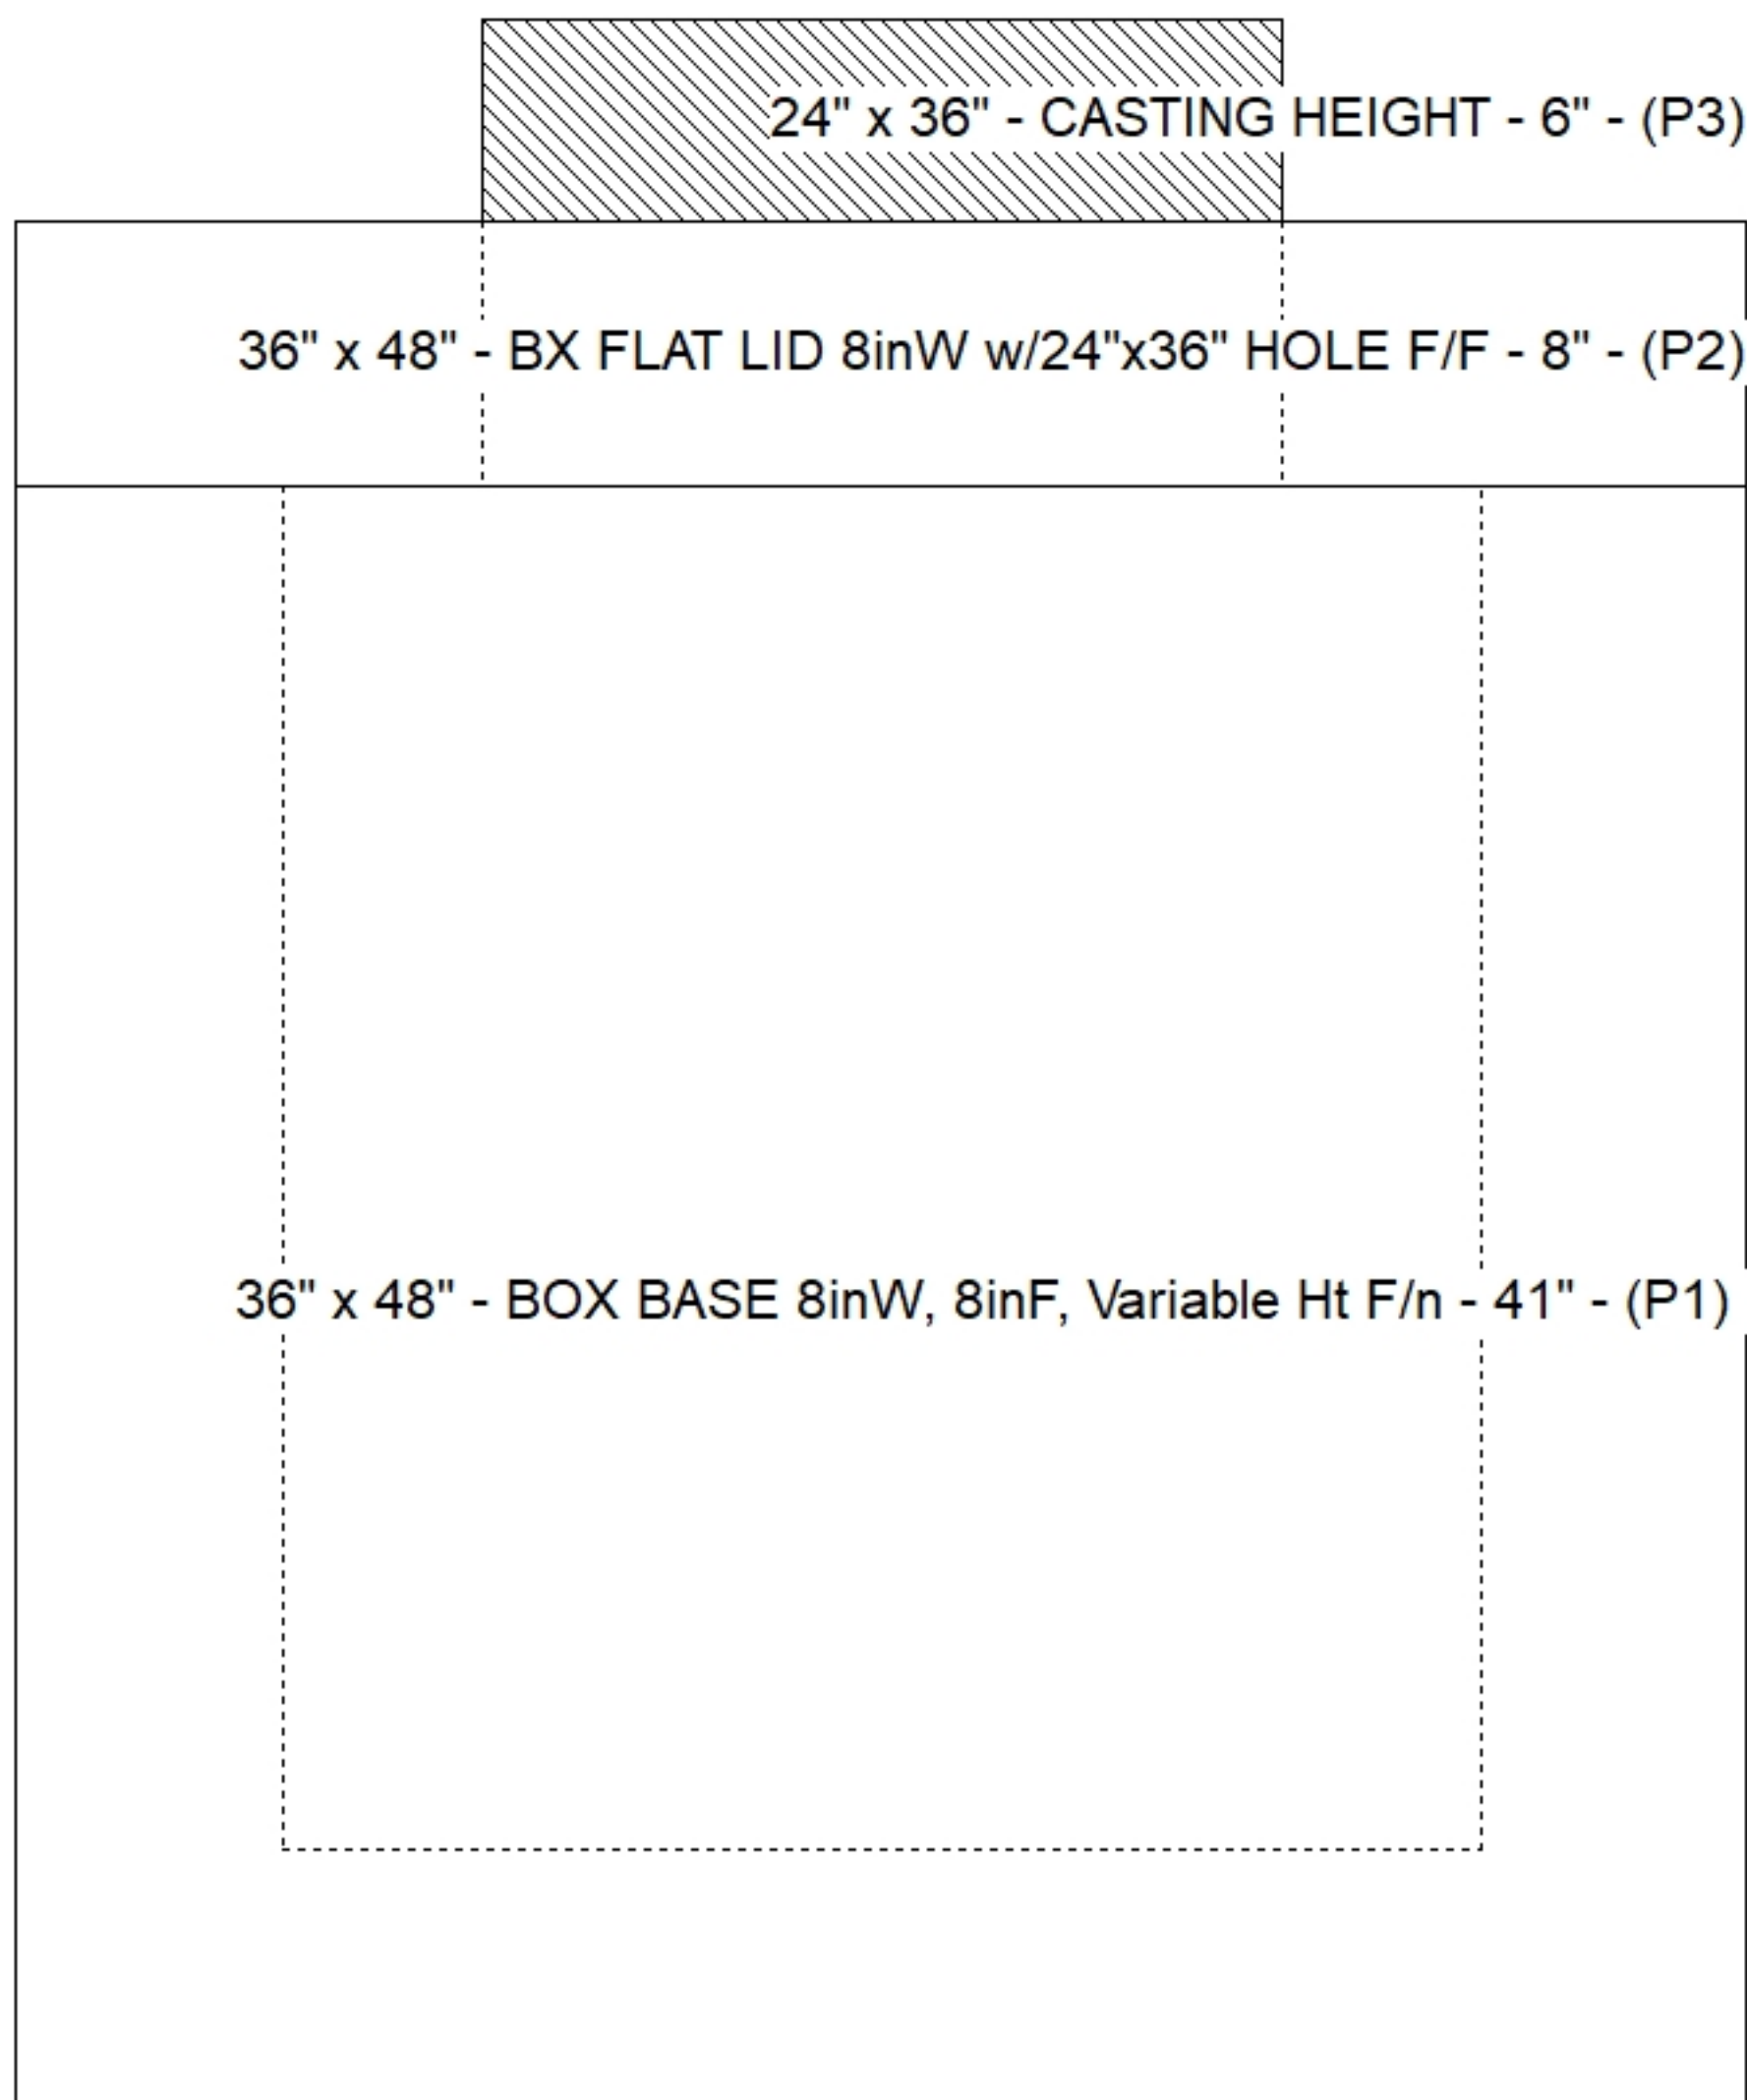 24" x 36" - CASTING HEIGHT - 6" - (P3)
36" x 48" - BX FLAT LID 8inW w/24"x36" HOLE F/F - 8" - (P2)
36" x 48" - BOX BASE 8inW, 8inF, Variable Ht F/n - 41" - (P1)